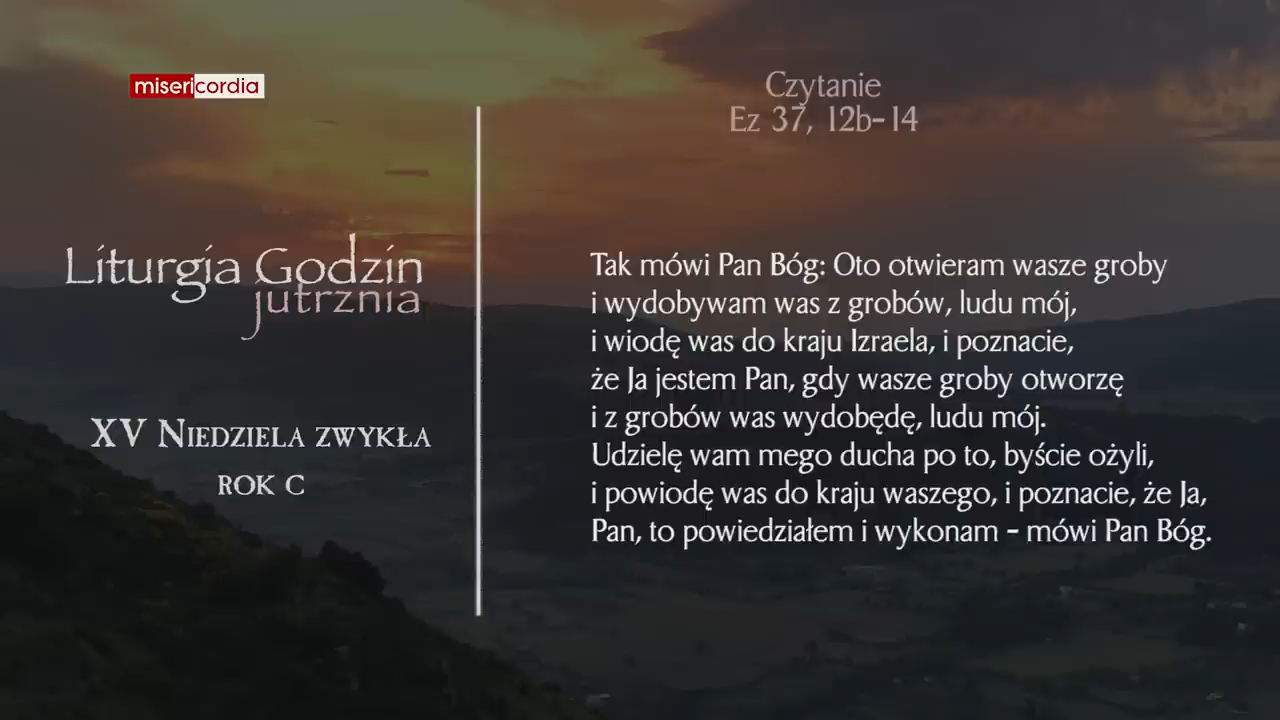 misericordia
Liturgia Godzin
jutrznia
XV Niedziela zwykła
rok C
Czytanie
Ez 37, 12b-14
Tak mówi Pan Bóg: Oto otwieram wasze groby
i wydobywam was z grobów, ludu mój,
i wiodę was do kraju Izraela, i poznacie,
że Ja jestem Pan, gdy wasze groby otworzę
i z grobów was wydobędę, ludu mój.
Udzielę wam mego ducha po to, byście ożyli,
i powiodę was do kraju waszego, i poznacie, że Ja,
Pan, to powiedziałem i wykonam – mówi Pan Bóg.